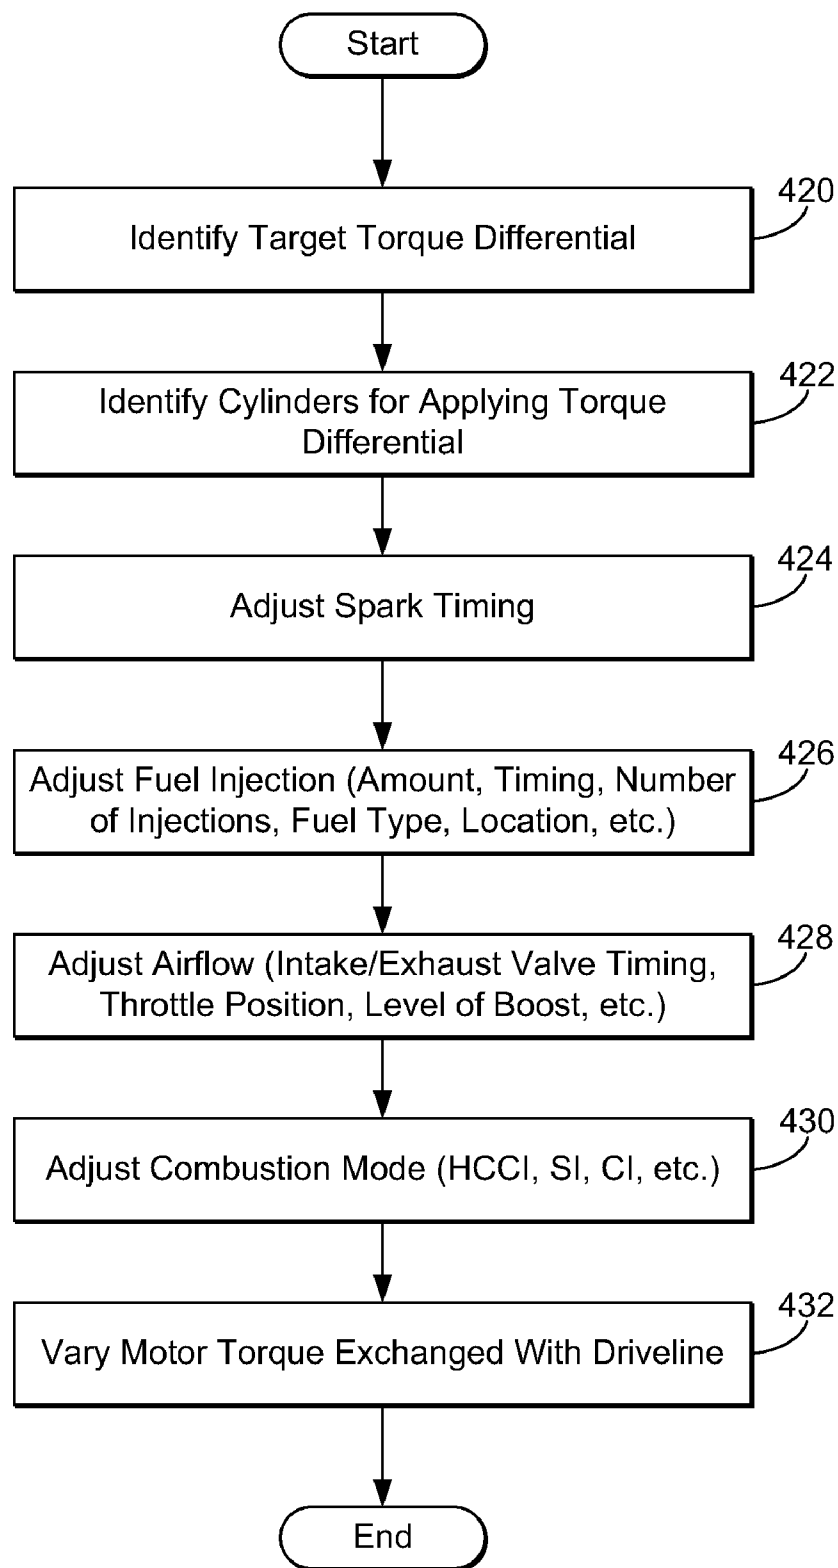 Start
420
Identify Target Torque Differential
422
Identify Cylinders for Applying Torque
Differential
424
Adjust Spark Timing
426
Adjust Fuel Injection (Amount, Timing, Number
of Injections, Fuel Type, Location, etc.)
428
Adjust Airflow (Intake/Exhaust Valve Timing,
Throttle Position, Level of Boost, etc.)
430
Adjust Combustion Mode (HCCI, SI, CI, etc.)
432
Vary Motor Torque Exchanged With Driveline
End